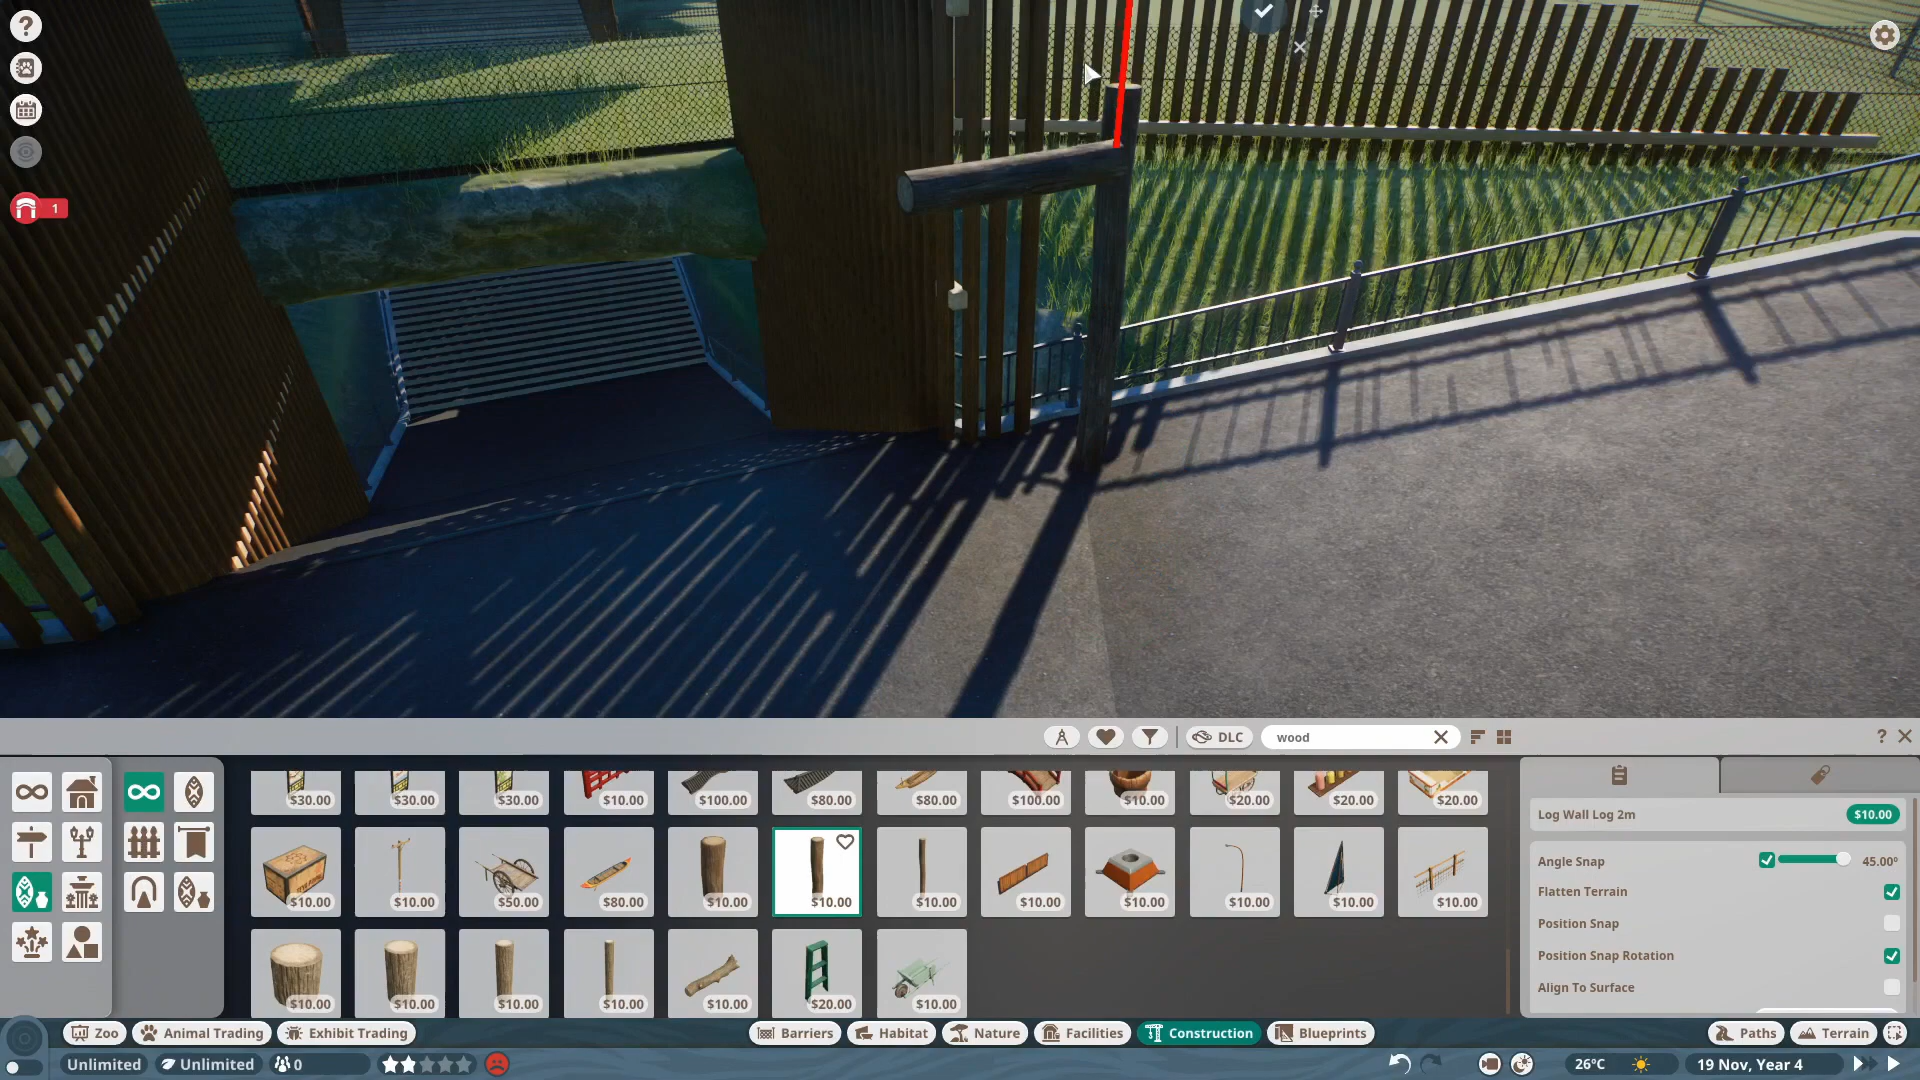 ?
1
DLC
wood
?
$30.00 $30.00 $30.00 $10.00 $100.00 $80.00 $80.00 $100.00 $10.00 $20.00 $20.00 $20.00
$10.00 $10.00 $50.00 $80.00 $10.00 $10.00 $10.00 $10.00 $10.00 $10.00 $10.00 $10.00
$10.00 $10.00 $10.00 $10.00 $10.00 $20.00 $10.00
Log Wall Log 2m $10.00
Angle Snap 45.00°
Flatten Terrain
Position Snap
Position Snap Rotation
Align To Surface
Zoo Animal Trading Exhibit Trading Barriers Habitat Nature Facilities Construction Blueprints Paths Terrain
Unlimited Unlimited 0 26°C 19 Nov, Year 4